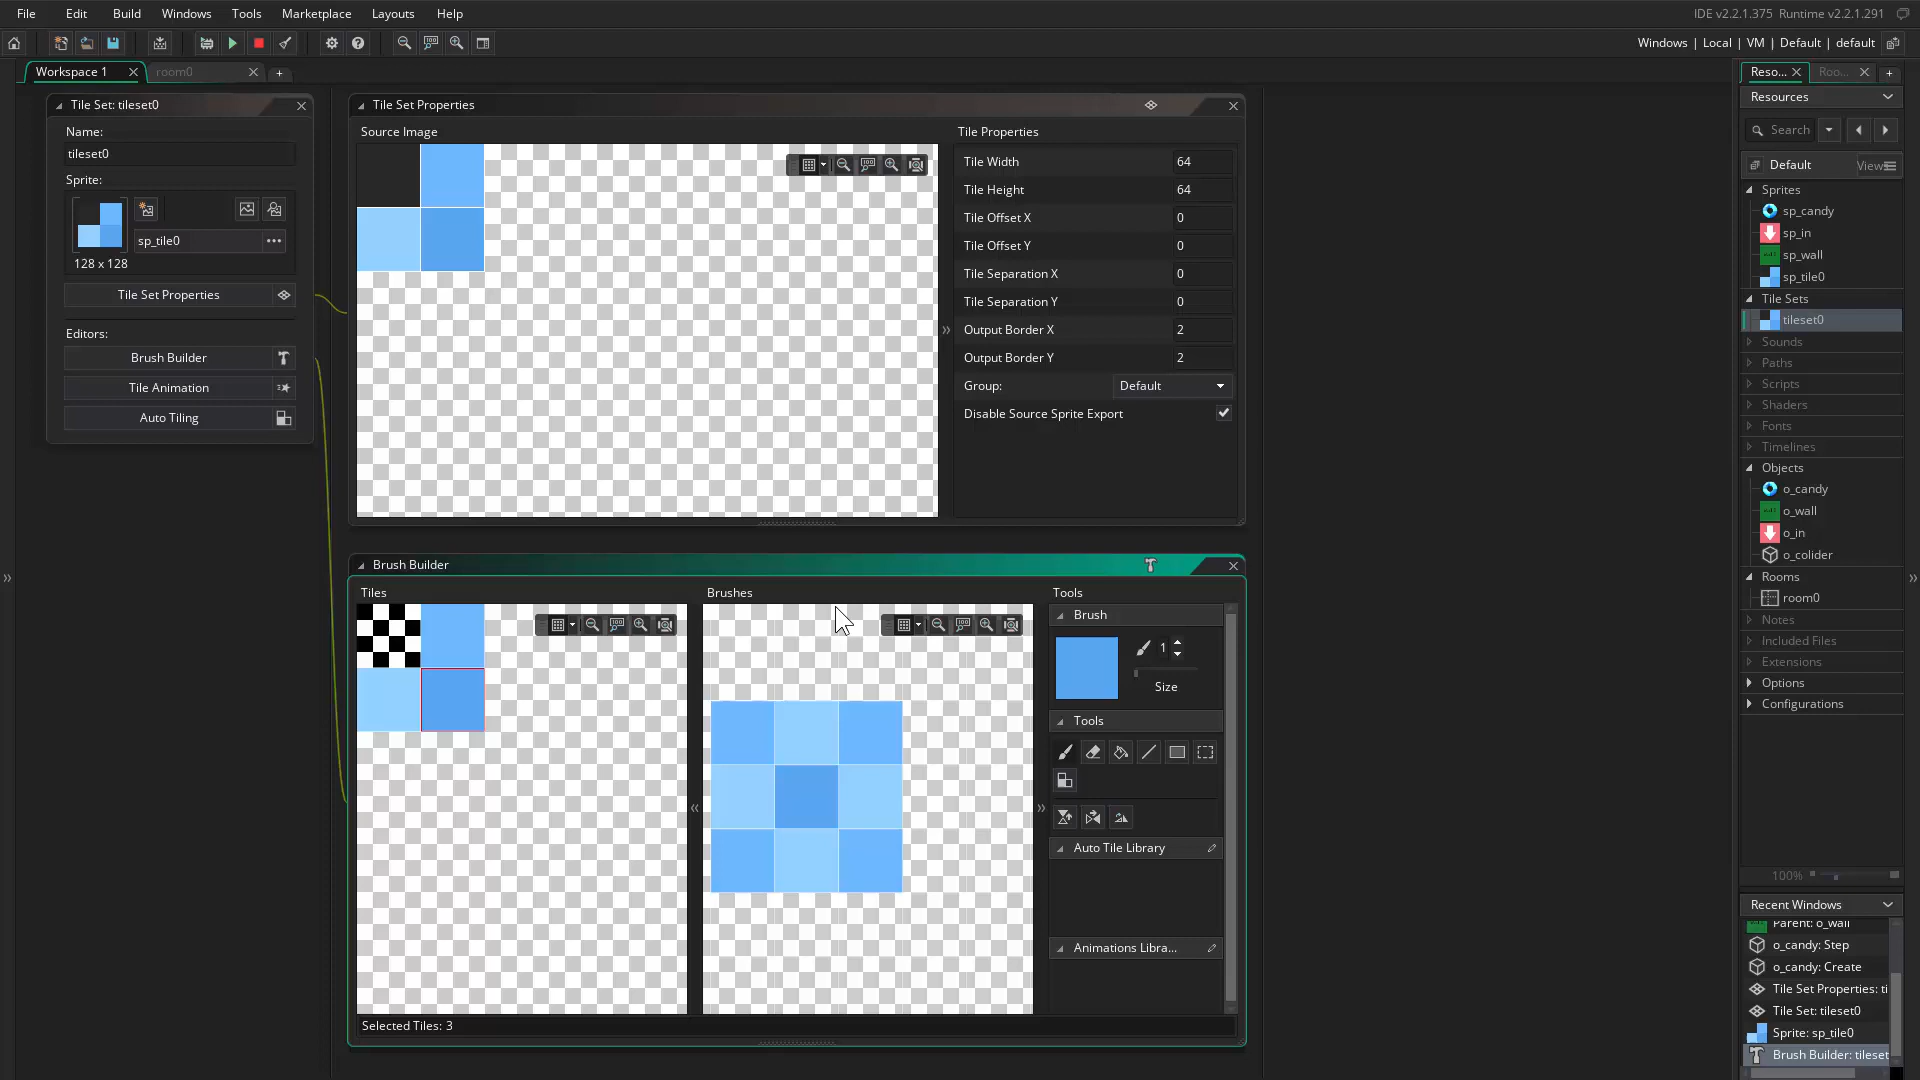 File Edit Build Windows Tools Marketplace Layouts Help
IDE v2.2.1.375 Runtime v2.2.1.291
Windows | Local | VM | Default | default
Workspace 1
room0
Reso...
Roo...
Tile Set: tileset0
Name:
tileset0
Sprite:
sp_tile0
128 x 128
Tile Set Properties
Editors:
Brush Builder
Tile Animation
Auto Tiling
Tile Set Properties
Source Image
Tile Properties
Tile Width 64
Tile Height 64
Tile Offset X 0
Tile Offset Y 0
Tile Separation X 0
Tile Separation Y 0
Output Border X 2
Output Border Y 2
Group: Default
Disable Source Sprite Export
Brush Builder
Tiles
Brushes
Tools
Brush
1
Size
Tools
Auto Tile Library
Animations Libra...
Selected Tiles: 3
Resources
Search
Default
View
Sprites
sp_candy
sp_in
sp_wall
sp_tile0
Tile Sets
tileset0
Sounds
Paths
Scripts
Shaders
Fonts
Timelines
Objects
o_candy
o_wall
o_in
o_colider
Rooms
room0
Notes
Included Files
Extensions
Options
Configurations
100%
Recent Windows
Parent: o_wall
o_candy: Step
o_candy: Create
Tile Set Properties: ti
Tile Set: tileset0
Sprite: sp_tile0
Brush Builder: tileset